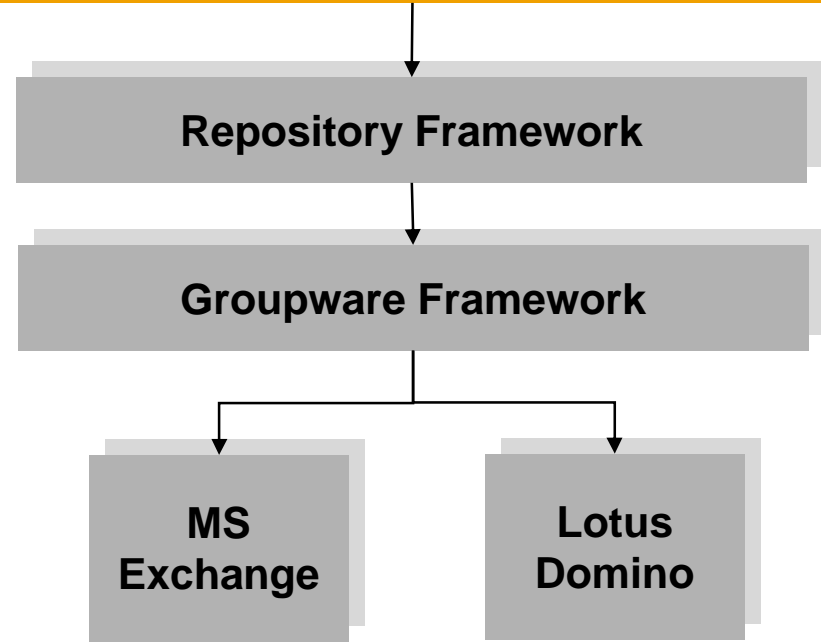 Repository Framework
Groupware Framework
MS
Exchange
Lotus
Domino